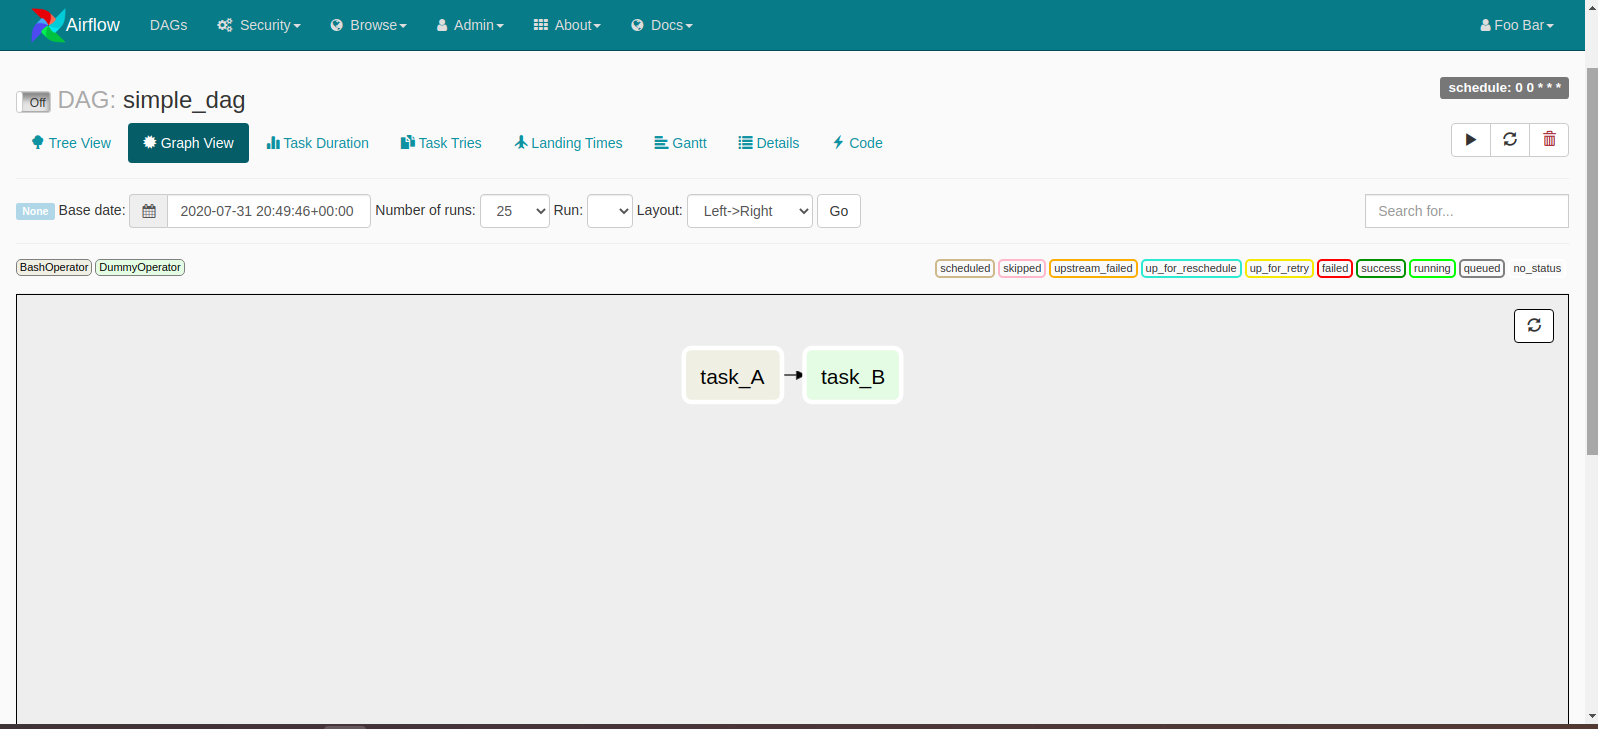 Airflow DAGs Security Browse Admin About Docs Foo Bar
schedule: 0 0 * * *
Off DAG: simple_dag
Tree View Graph View Task Duration Task Tries Landing Times Gantt Details Code
None Base date: 2020-07-31 20:49:46+00:00 Number of runs: 25 Run: Layout: Left->Right Go Search for...
BashOperator DummyOperator scheduled skipped upstream_failed up_for_reschedule up_for_retry failed success running queued no_status
task_A task_B